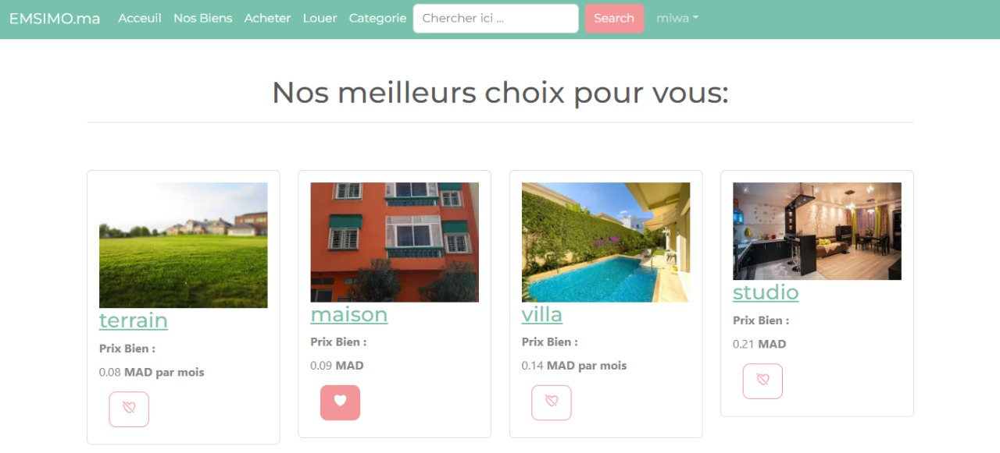 EMSIMO.ma Acceuil Nos Biens Acheter Louer Categorie Chercher ici ... Search miwa
Nos meilleurs choix pour vous:
terrain
Prix Bien :
0.08 MAD par mois
maison
Prix Bien :
0.09 MAD
villa
Prix Bien :
0.14 MAD par mois
studio
Prix Bien :
0.21 MAD